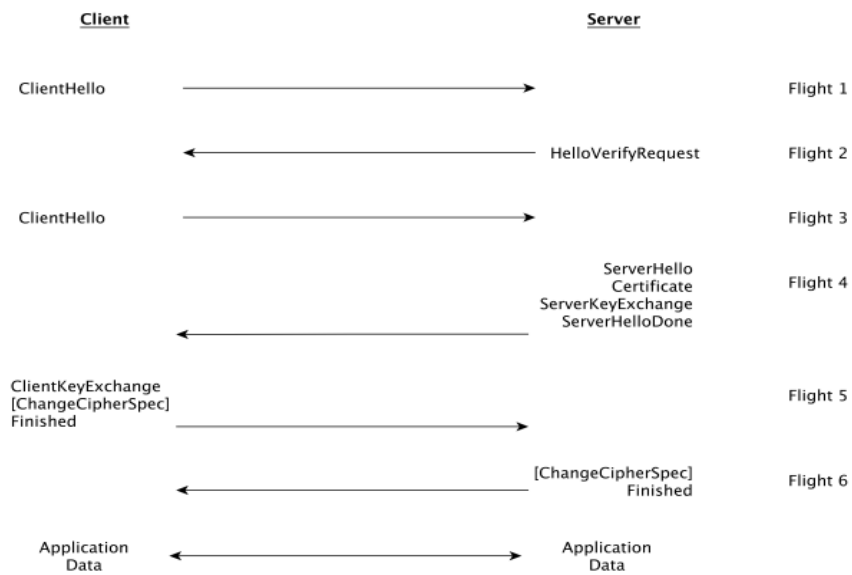 Client Server
ClientHello Flight 1
HelloVerifyRequest Flight 2
ClientHello Flight 3
ServerHello
Certificate Flight 4
ServerKeyExchange
ServerHelloDone
ClientKeyExchange
[ChangeCipherSpec] Flight 5
Finished
[ChangeCipherSpec]
Finished Flight 6
Application Application
Data Data